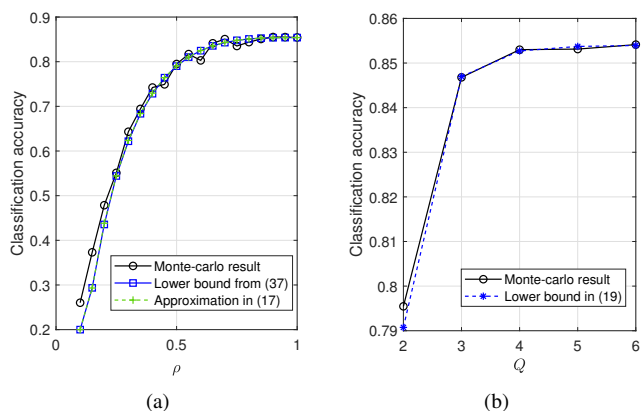 0.9
0.8
0.7
0.6
0.5
0.4
0.3
0.2
Classification accuracy
Monte-carlo result
Lower bound from (37)
Approximation in (17)
0 0.5 1
ρ
(a)
0.86
0.85
0.84
0.83
0.82
0.81
0.8
0.79
Classification accuracy
Monte-carlo result
Lower bound in (19)
2 3 4 5 6
Q
(b)